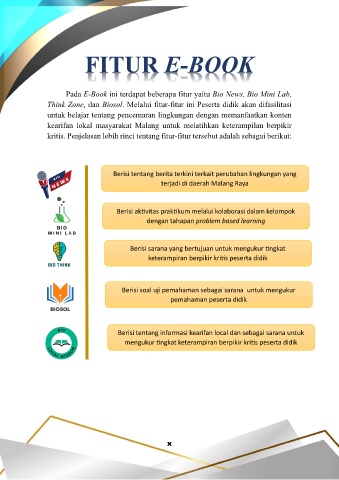 FITUR E-BOOK
Pada E-Book ini terdapat beberapa fitur yaitu Bio News, Bio Mini Lab,
Think Zone, dan Biosol. Melalui fitur-fitur ini Peserta didik akan difasilitasi
untuk belajar tentang pencemaran lingkungan dengan memanfaatkan konten
kearifan lokal masyarakat Malang untuk melatihkan keterampilan berpikir
kritis. Penjelasan lebih rinci tentang fitur-fitur tersebut adalah sebagai berikut:
NEWS
Berisi tentang berita terkini terkait perubahan lingkungan yang
terjadi di daerah Malang Raya
BIO
MINI LAB
Berisi aktivitas praktikum melalui kolaborasi dalam kelompok
dengan tahapan problem based learning
BIO THINK
Berisi sarana yang bertujuan untuk mengukur tingkat
keterampiran berpikir kritis peserta didik
BIOSOL
Berisi soal uji pemahaman sebagai sarana untuk mengukur
pemahaman peserta didik
BIO
Berisi tentang informasi kearifan local dan sebagai sarana untuk
mengukur tingkat keterampiran berpikir kritis peserta didik
x